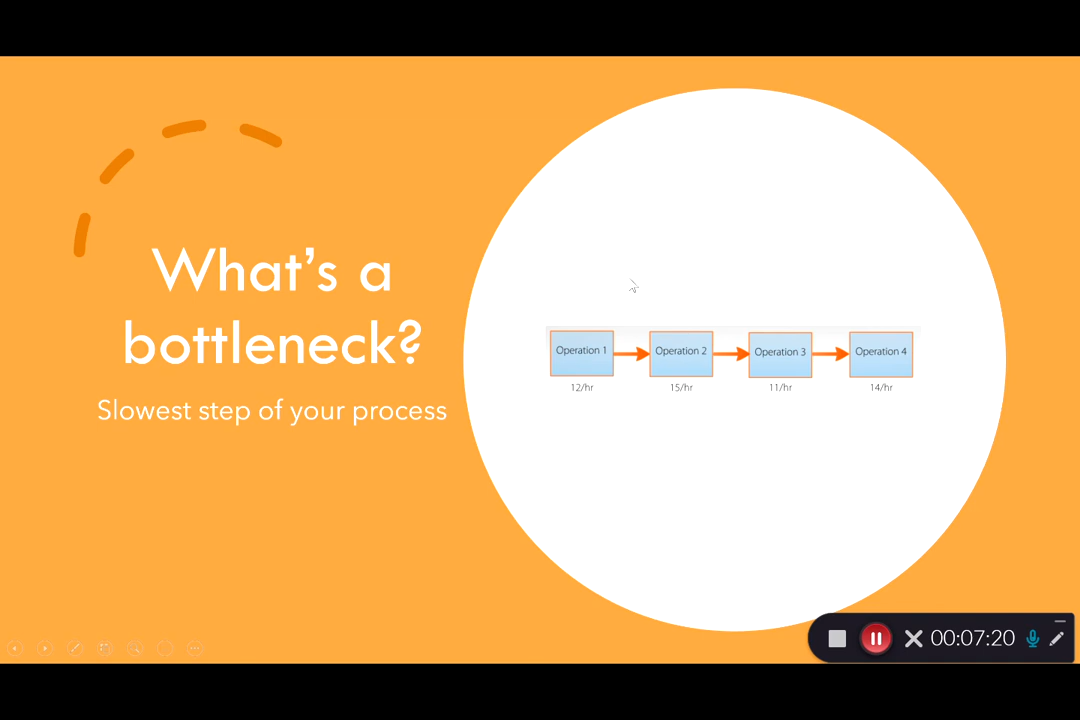 What's a
bottleneck?
Slowest step of your process
Operation 1
Operation 2
Operation 3
Operation 4
12/hr
15/hr
11/hr
14/hr
00:07:20